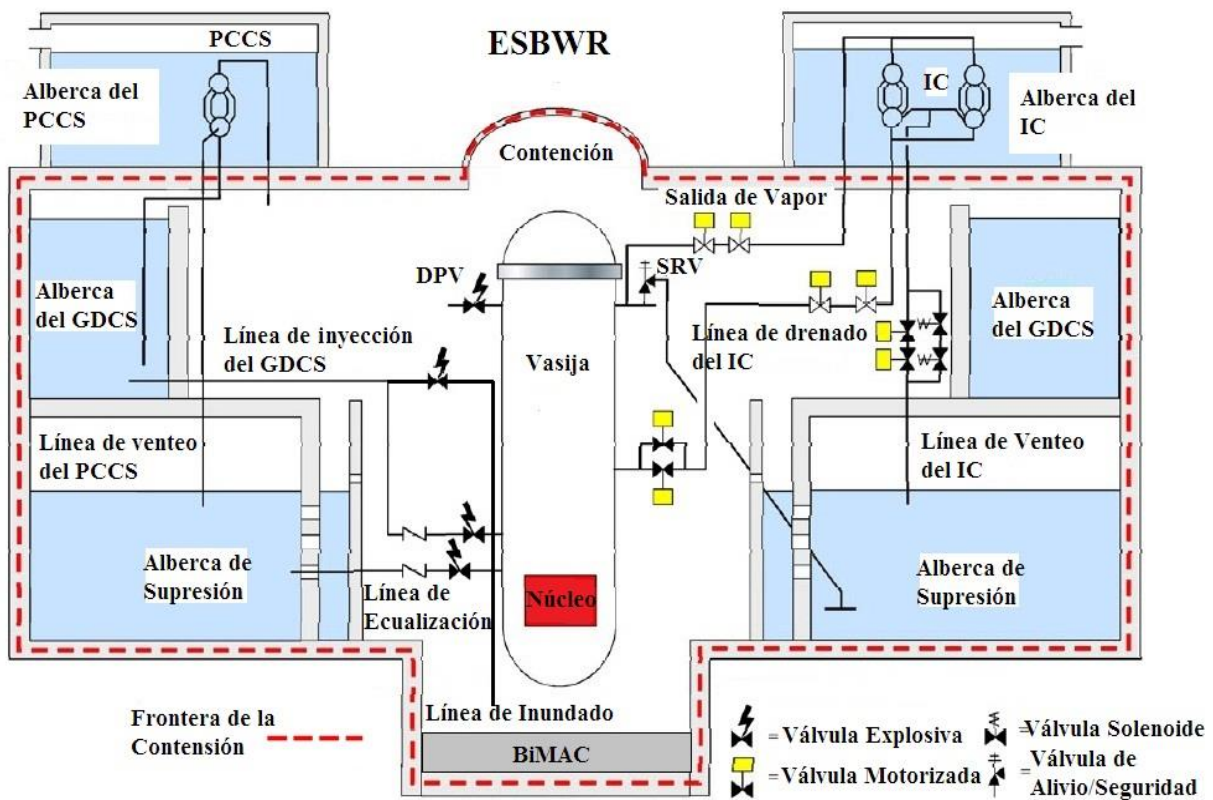 PCCS
ESBWR
Alberca del
PCCS
IC
Alberca del
IC
Contención
Salida de Vapor
DPV
SRV
Alberca
del GDCS
Línea de inyección
del GDCS
Vasija
Línea de drenado
del IC
Alberca
del GDCS
Línea de venteo
del PCCS
Línea de Venteo
del IC
Alberca de
Supresión
Línea de
Ecualización
Núcleo
Alberca de
Supresión
Frontera de la
Contensión
Línea de Inundado
BiMAC
=Válvula Explosiva
=Válvula Solenoide
=Válvula Motorizada
=Válvula de
Alivio/Seguridad